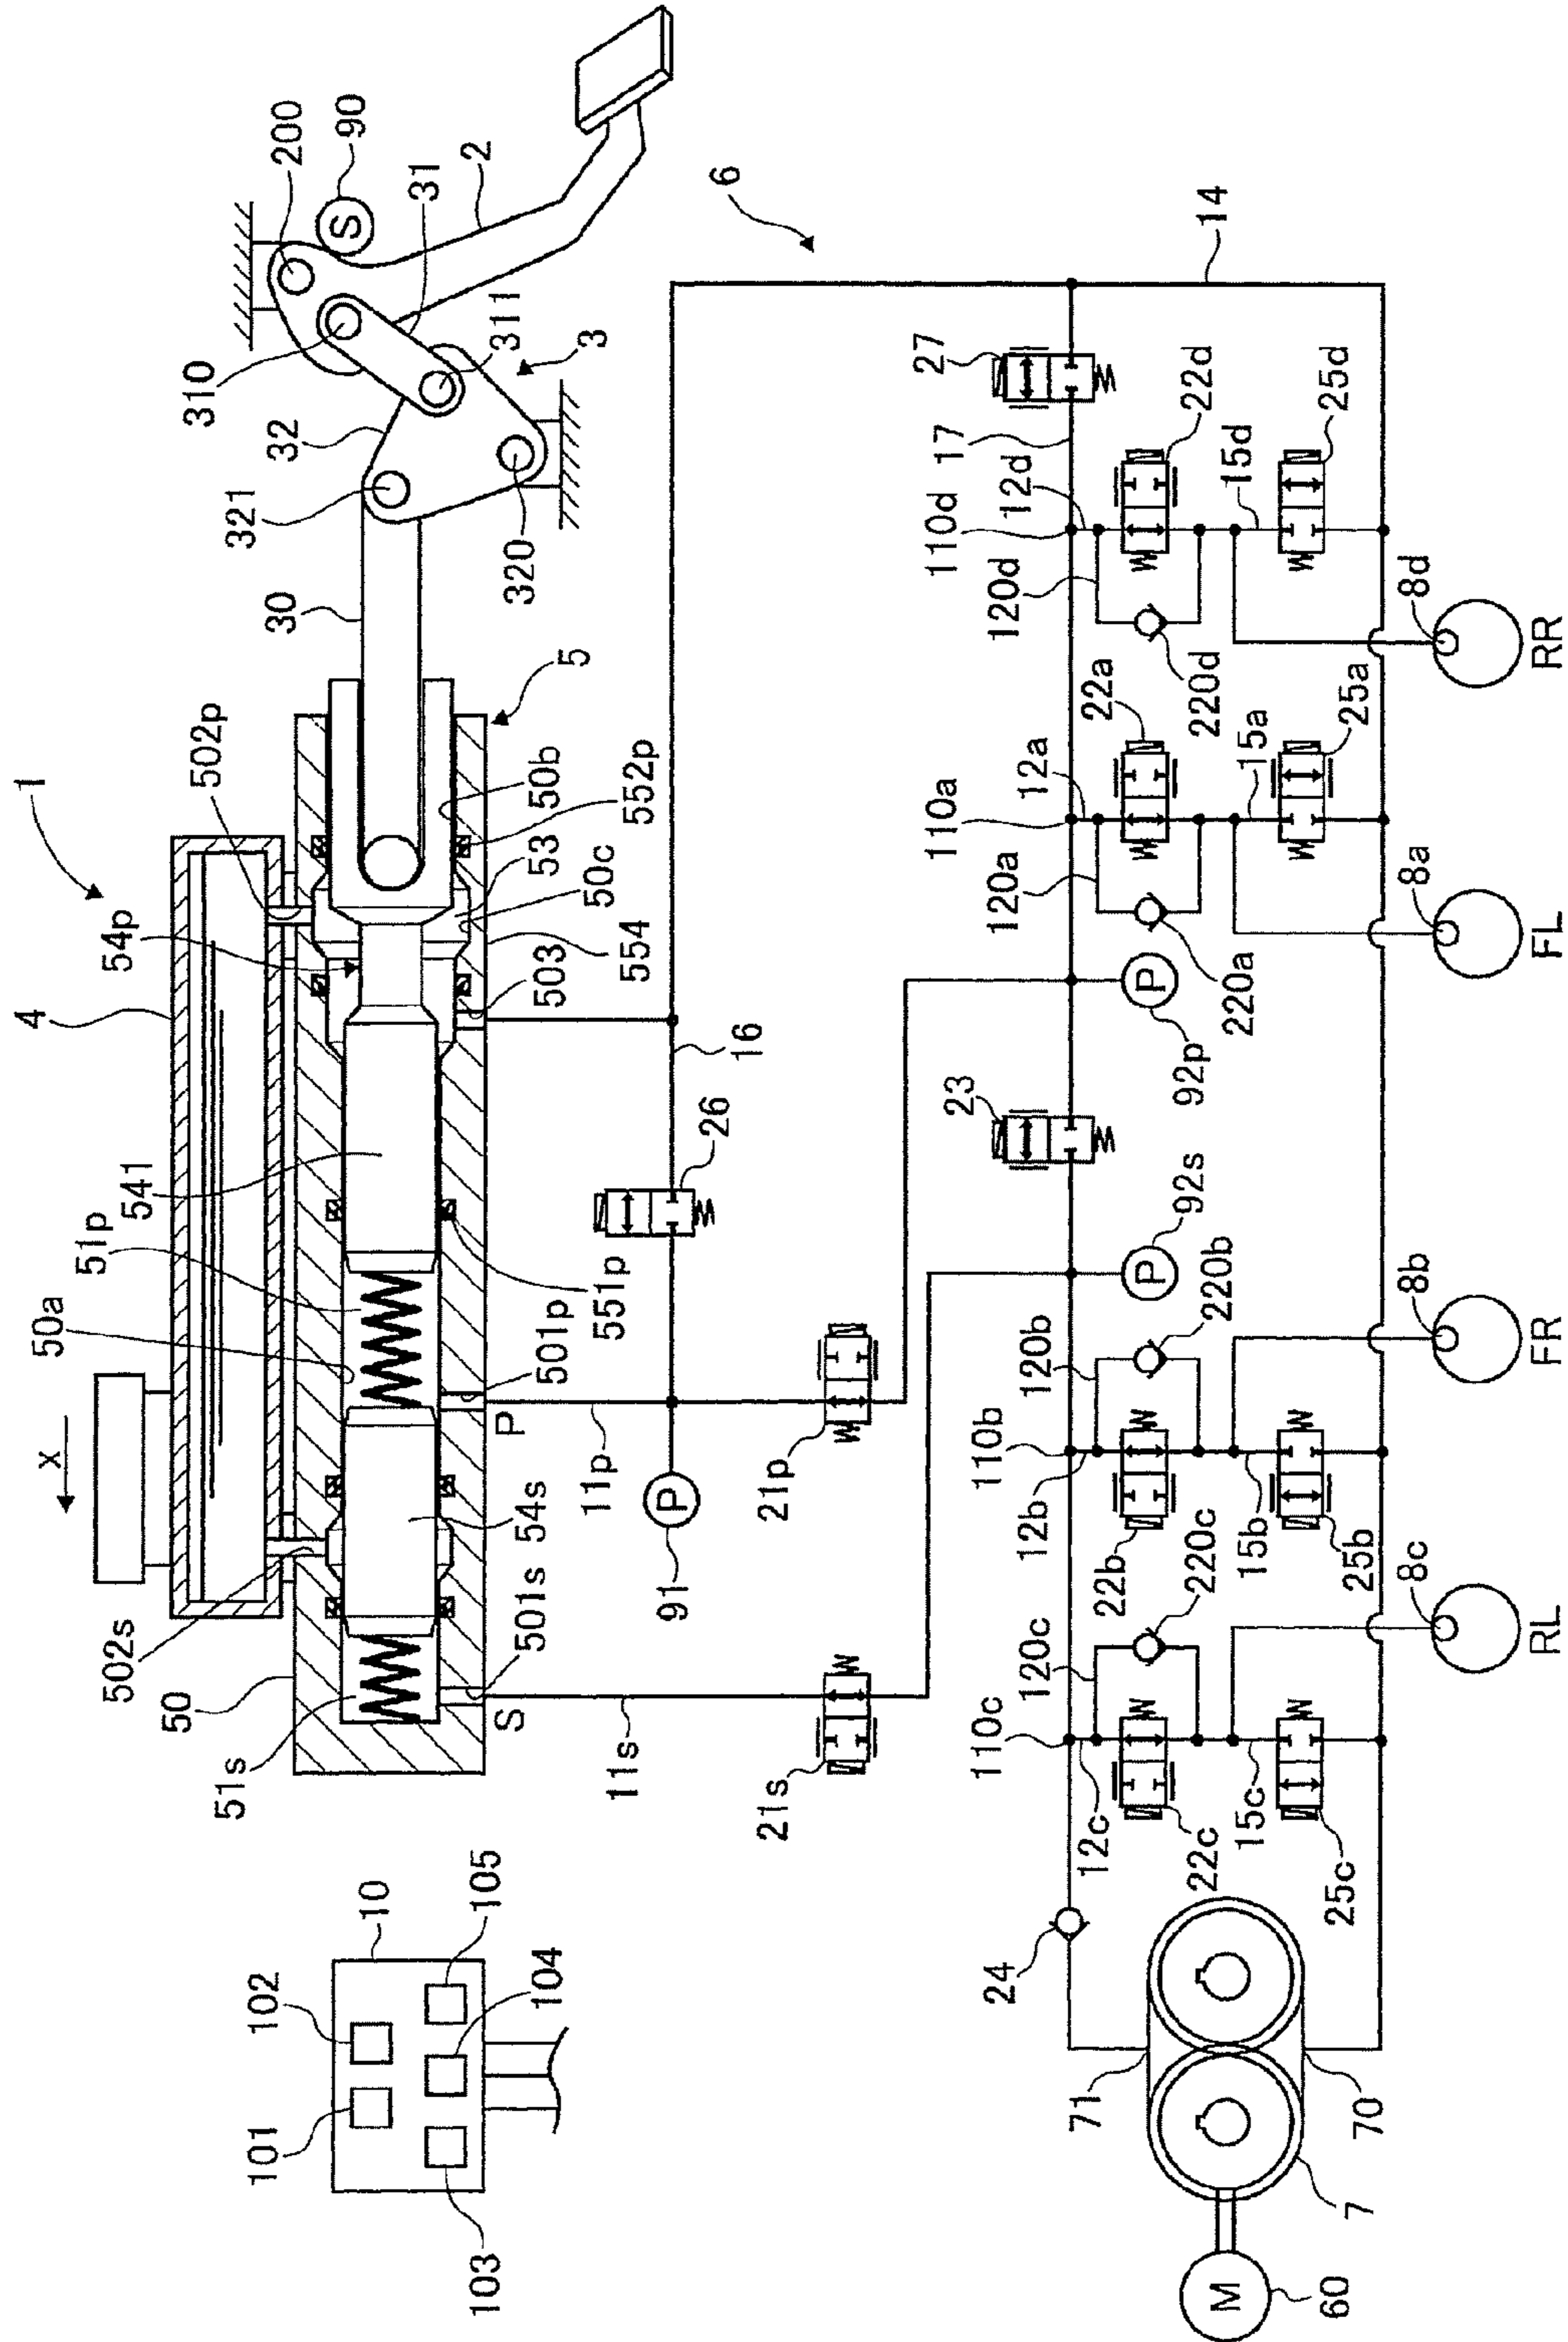 1
X
4
54p
502p
51p
541
50a
502s
50
51s
S
501s
54s
P
501p
551p
503
554
50c
53
552p
50b
5
30
321
32
310
200
S
90
2
31
311
3
320
101
102
10
105
104
103
11s
91
P
11p
26
16
6
21s
21p
14
24
110c
12c
120c
22c
220c
110b
12b
120b
22b
220b
23
92s
P
92p
P
110a
12a
120a
22a
220a
27
17
110d
12d
120d
22d
220d
71
70
7
M
60
15c
25c
8c
RL
15b
25b
8b
FR
15a
25a
8a
FL
15d
25d
8d
RR